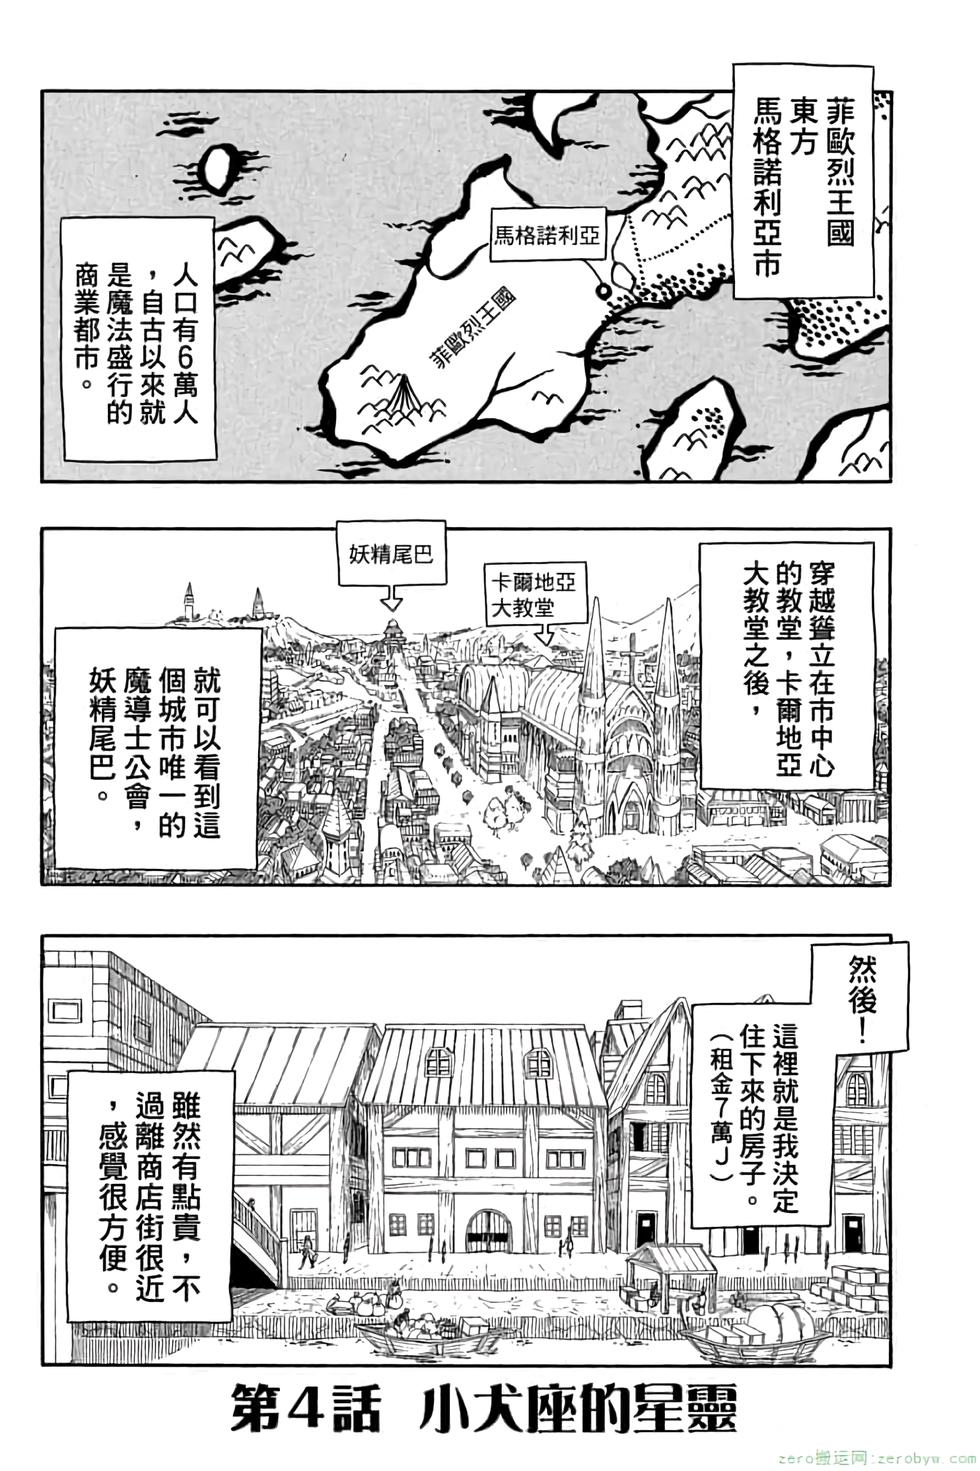 菲歐烈王國
東方
馬格諾利亞市
馬格諾利亞
菲歐烈王國
人口有6萬人
，自古以來就
是魔法盛行的
商業都市。
穿越聳立在市中心
的教堂，卡爾地亞
大教堂之後，
卡爾地亞
大教堂
妖精尾巴
就可以看到這
個城市唯一的
魔導士公會，
妖精尾巴。
然後！
這裡就是我決定
住下來的房子。
（租金7萬J）
雖然有點貴，不
過離商店街很近
，感覺很方便。
第4話 小犬座的星靈
zero搬运网:zerobyw.com